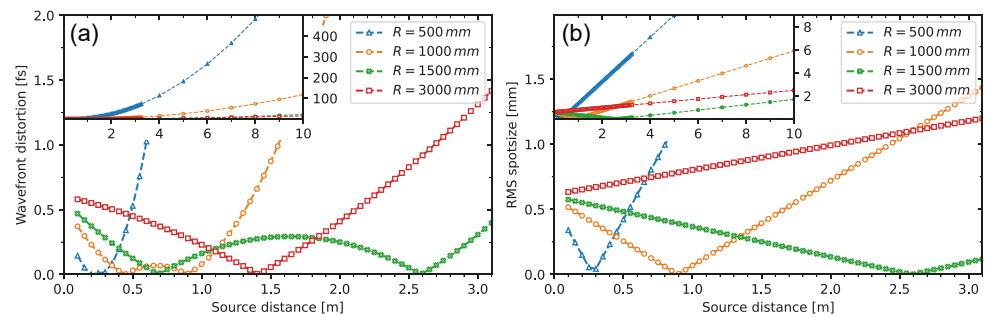 (a)
R = 500 mm
R = 1000 mm
R = 1500 mm
R = 3000 mm
Wavefront distortion [fs]
2.0
1.5
1.0
0.5
0.0
400
300
200
100
2 4 6 8 10
0.0 0.5 1.0 1.5 2.0 2.5 3.0
Source distance [m]
(b)
R = 500 mm
R = 1000 mm
R = 1500 mm
R = 3000 mm
RMS spotsize [mm]
2.0
1.5
1.0
0.5
0.0
8
6
4
2
2 4 6 8 10
0.0 0.5 1.0 1.5 2.0 2.5 3.0
Source distance [m]